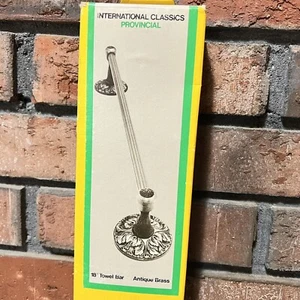 INTERNATIONAL CLASSICS
PROVINCIAL
18" Towel Bar Antique Brass